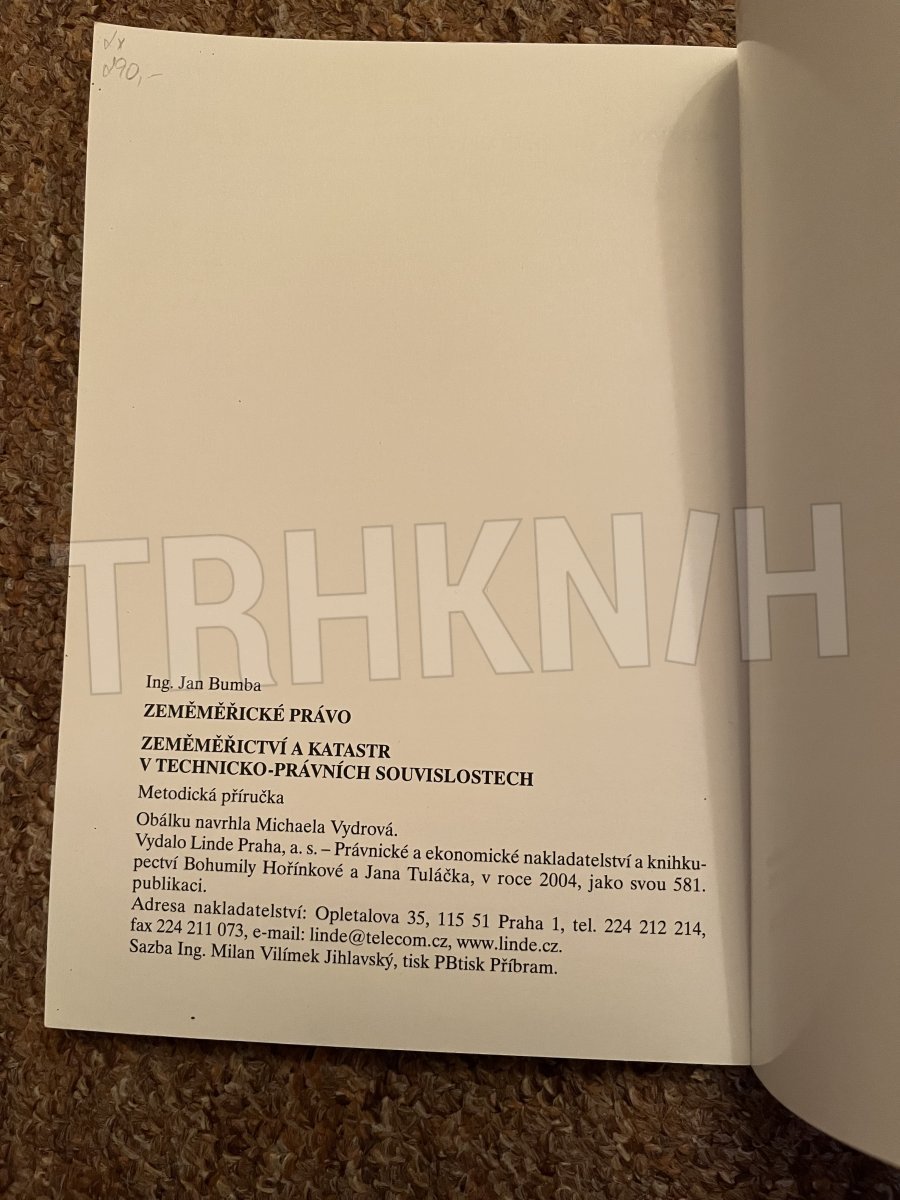 290,-
TRHKNIH
Ing. Jan Bumba
ZEMĚMĚŘICKÉ PRÁVO
ZEMĚMĚŘICTVÍ A KATASTR
V TECHNICKO-PRÁVNÍCH SOUVISLOSTECH
Metodická příručka
Obálku navrhla Michaela Vydrová.
Vydalo Linde Praha, a. s. – Právnické a ekonomické nakladatelství a knihku-
pectví Bohumily Hořínkové a Jana Tuláčka, v roce 2004, jako svou 581.
publikaci.
Adresa nakladatelství: Opletalova 35, 115 51 Praha 1, tel. 224 212 214,
fax 224 211 073, e-mail: linde@telecom.cz, www.linde.cz.
Sazba Ing. Milan Vilímek Jihlavský, tisk PBtisk Příbram.